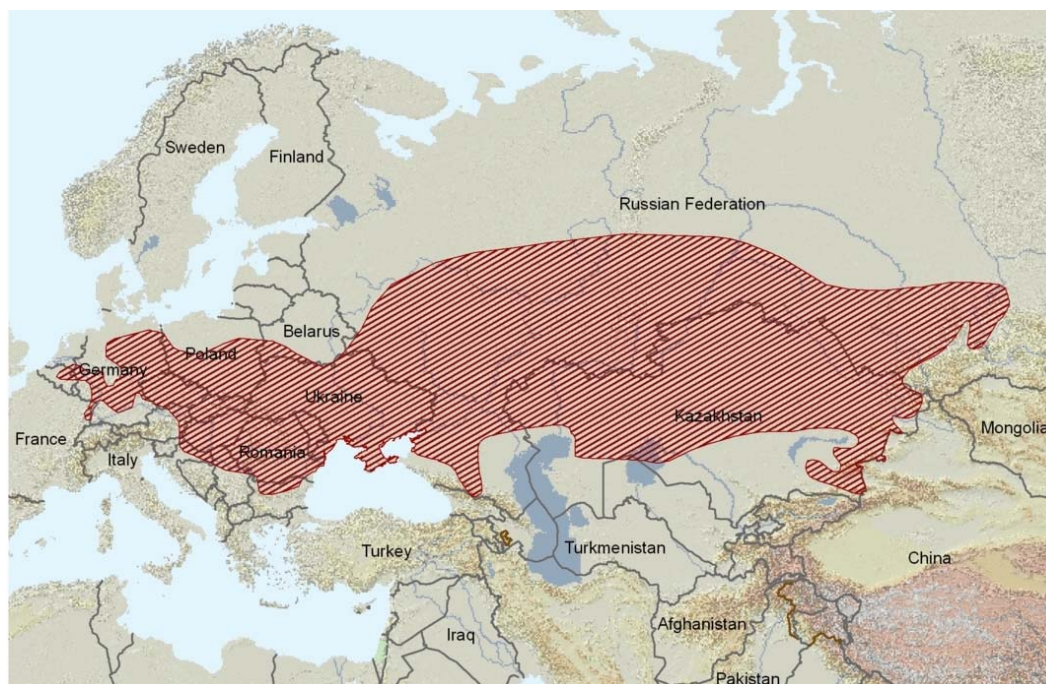 Sweden
Finland
Russian Federation
Belarus
Poland
Germany
Ukraine
Kazakhstan
Mongolia
France
Romania
Italy
Turkey
Turkmenistan
China
Afghanistan
Iraq
Pakistan